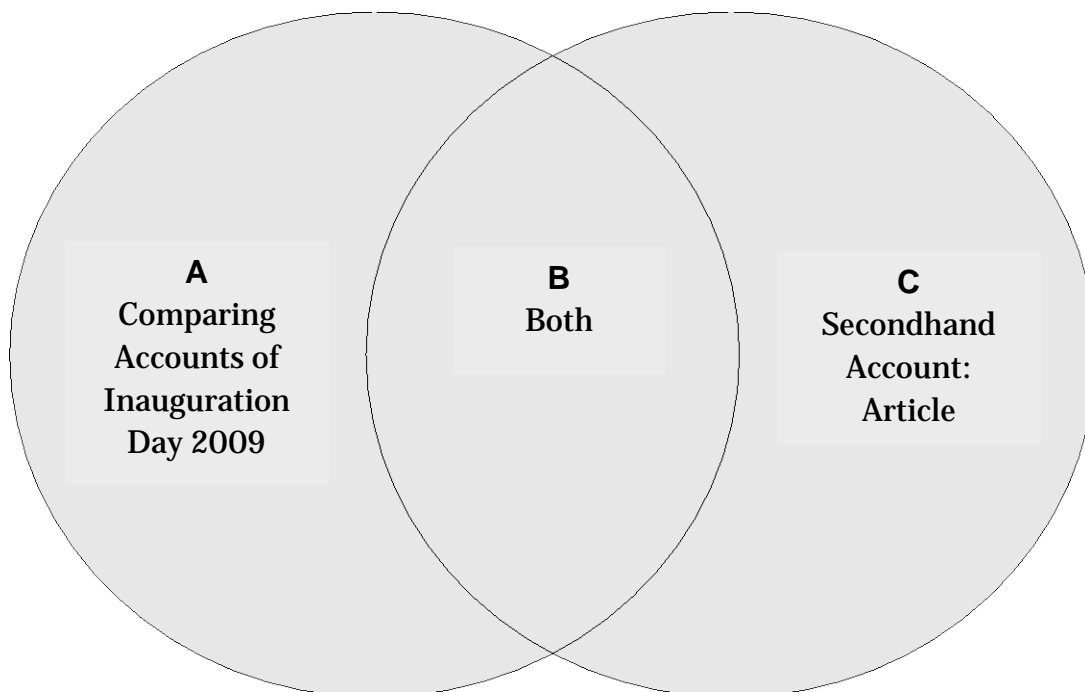 A
Comparing
Accounts of
Inauguration
Day 2009
B
Both
C
Secondhand
Account:
Article